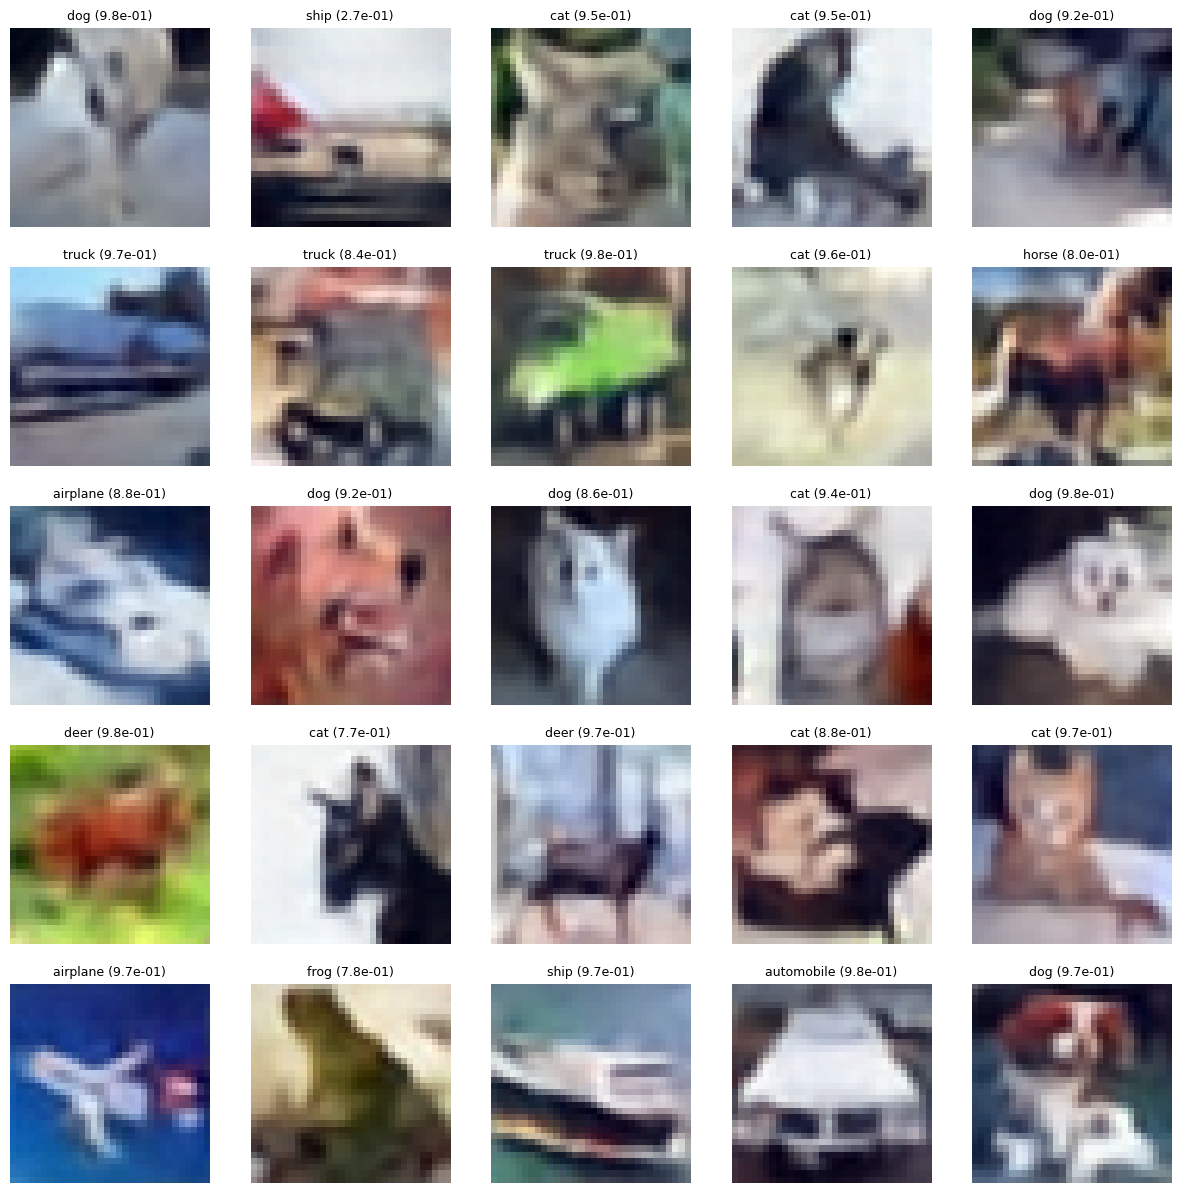 dog (9.8e-01)
ship (2.7e-01)
cat (9.5e-01)
cat (9.5e-01)
dog (9.2e-01)
truck (9.7e-01)
truck (8.4e-01)
truck (9.8e-01)
cat (9.6e-01)
horse (8.0e-01)
airplane (8.8e-01)
dog (9.2e-01)
dog (8.6e-01)
cat (9.4e-01)
dog (9.8e-01)
deer (9.8e-01)
cat (7.7e-01)
deer (9.7e-01)
cat (8.8e-01)
cat (9.7e-01)
airplane (9.7e-01)
frog (7.8e-01)
ship (9.7e-01)
automobile (9.8e-01)
dog (9.7e-01)